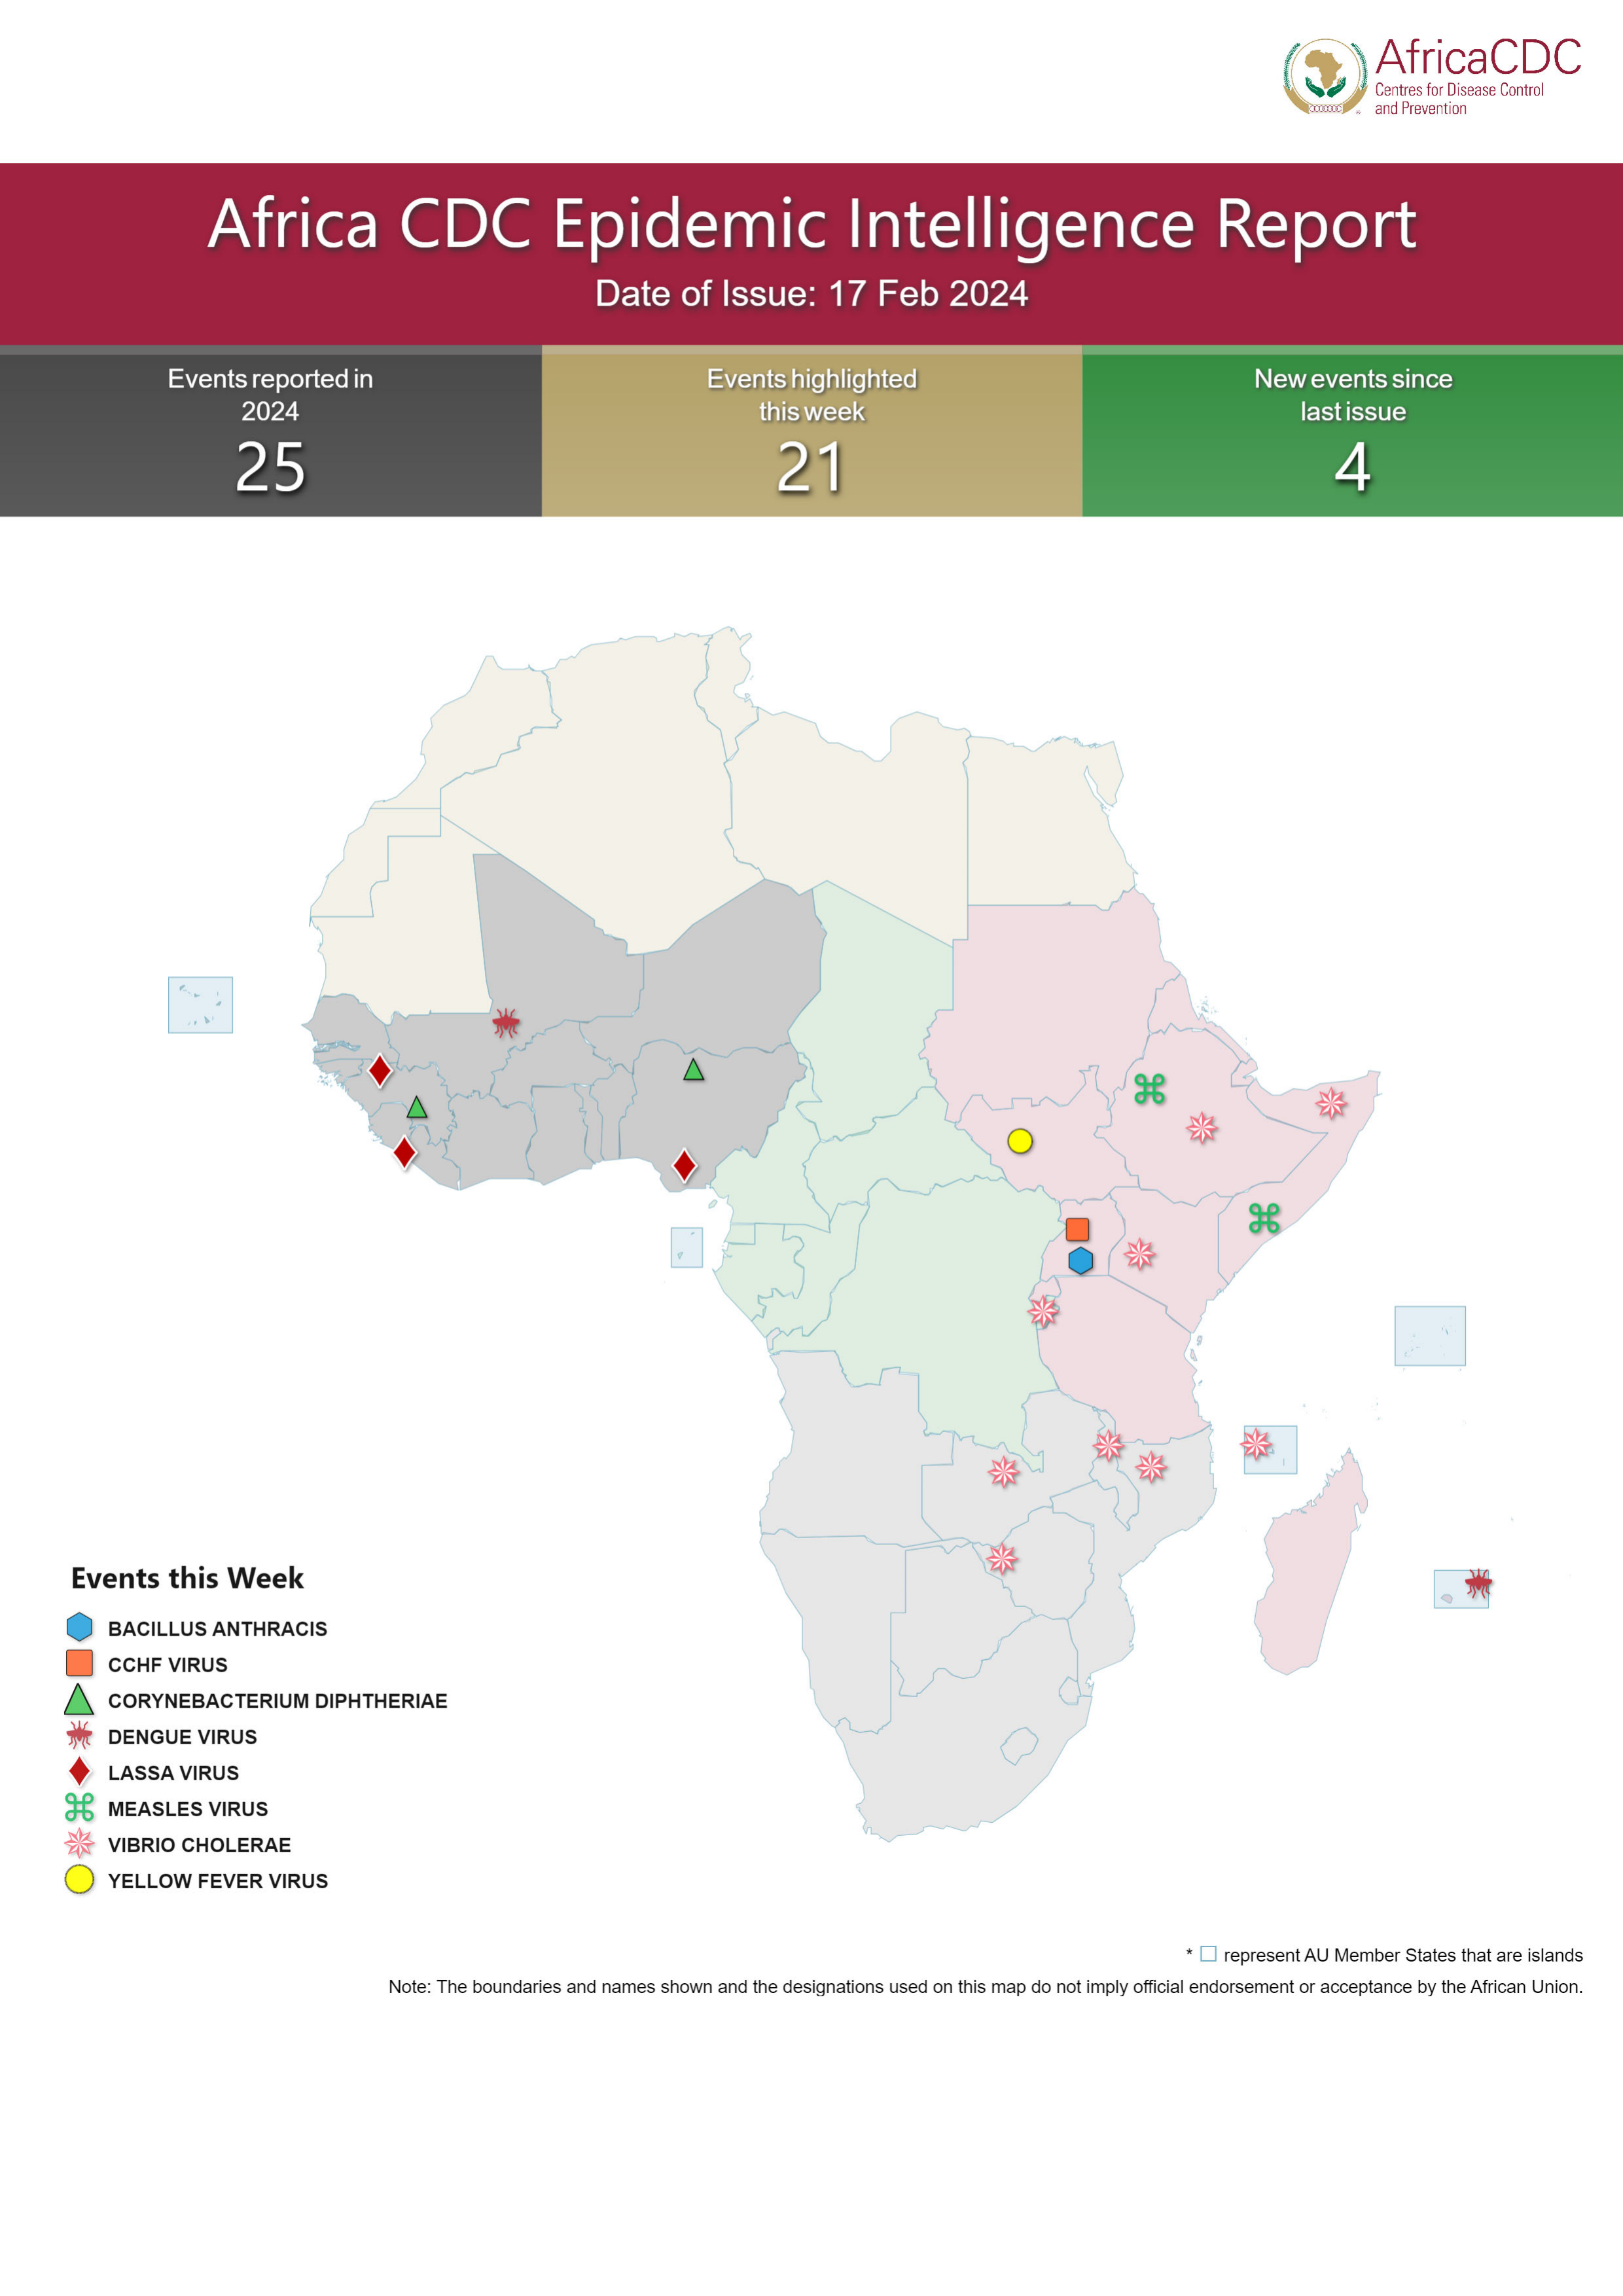 AfricaCDC
Centres for Disease Control
and Prevention
Africa CDC Epidemic Intelligence Report
Date of Issue: 17 Feb 2024
Events reported in
2024
25
Events highlighted
this week
21
New events since
last issue
4
Events this Week
BACILLUS ANTHRACIS
CCHF VIRUS
CORYNEBACTERIUM DIPHTHERIAE
DENGUE VIRUS
LASSA VIRUS
MEASLES VIRUS
VIBRIO CHOLERAE
YELLOW FEVER VIRUS
* □ represent AU Member States that are islands
Note: The boundaries and names shown and the designations used on this map do not imply official endorsement or acceptance by the African Union.